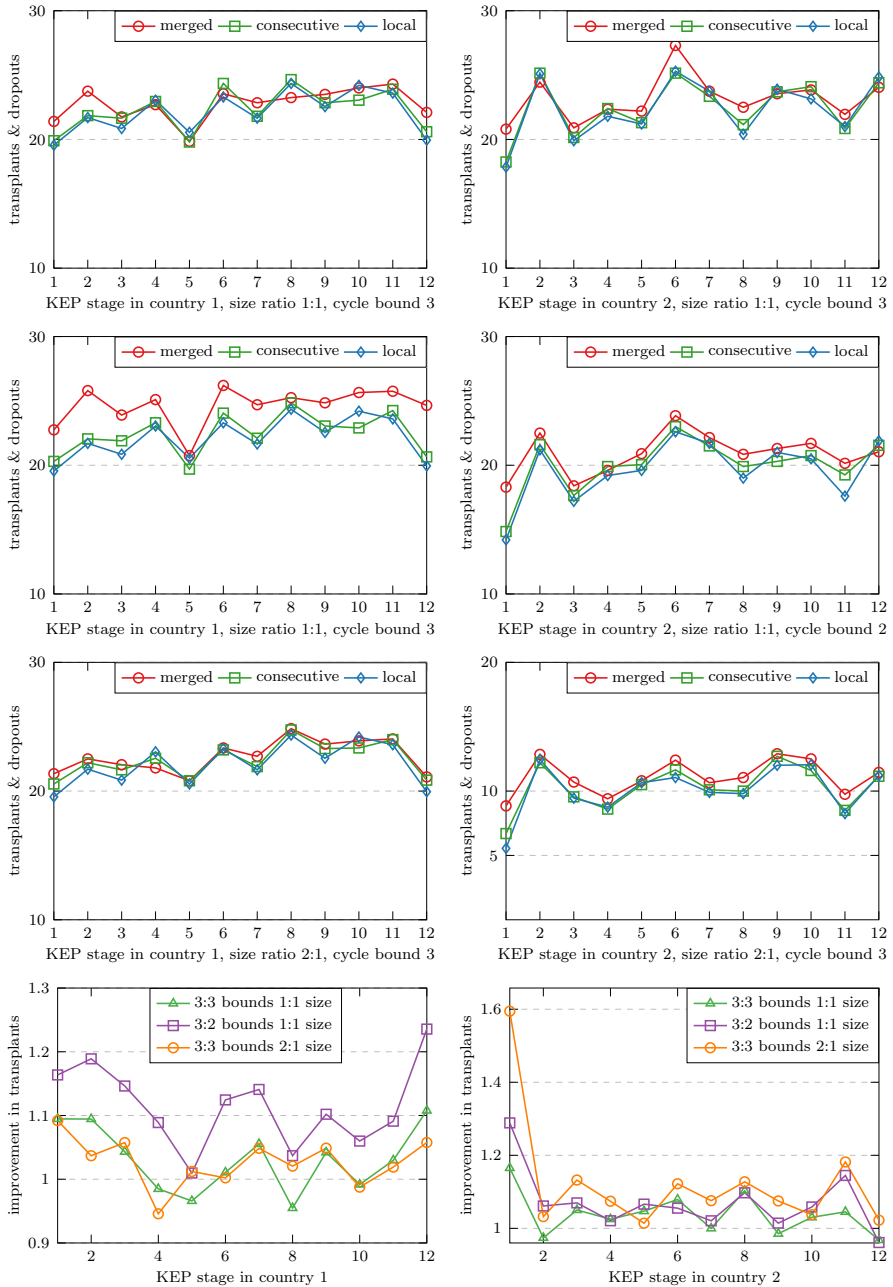 30
20
10
transplants & dropouts
merged consecutive local
1 2 3 4 5 6 7 8 9 10 11 12
KEP stage in country 1, size ratio 1:1, cycle bound 3
30
20
10
transplants & dropouts
merged consecutive local
1 2 3 4 5 6 7 8 9 10 11 12
KEP stage in country 2, size ratio 1:1, cycle bound 3
30
20
10
transplants & dropouts
merged consecutive local
1 2 3 4 5 6 7 8 9 10 11 12
KEP stage in country 1, size ratio 1:1, cycle bound 3
30
20
10
transplants & dropouts
merged consecutive local
1 2 3 4 5 6 7 8 9 10 11 12
KEP stage in country 2, size ratio 1:1, cycle bound 2
30
20
10
transplants & dropouts
merged consecutive local
1 2 3 4 5 6 7 8 9 10 11 12
KEP stage in country 1, size ratio 2:1, cycle bound 3
20
10
5
transplants & dropouts
merged consecutive local
1 2 3 4 5 6 7 8 9 10 11 12
KEP stage in country 2, size ratio 2:1, cycle bound 3
1.3
1.2
1.1
1
0.9
improvement in transplants
3:3 bounds 1:1 size
3:2 bounds 1:1 size
3:3 bounds 2:1 size
2 4 6 8 10 12
KEP stage in country 1
1.6
1.4
1.2
1
improvement in transplants
3:3 bounds 1:1 size
3:2 bounds 1:1 size
3:3 bounds 2:1 size
2 4 6 8 10 12
KEP stage in country 2